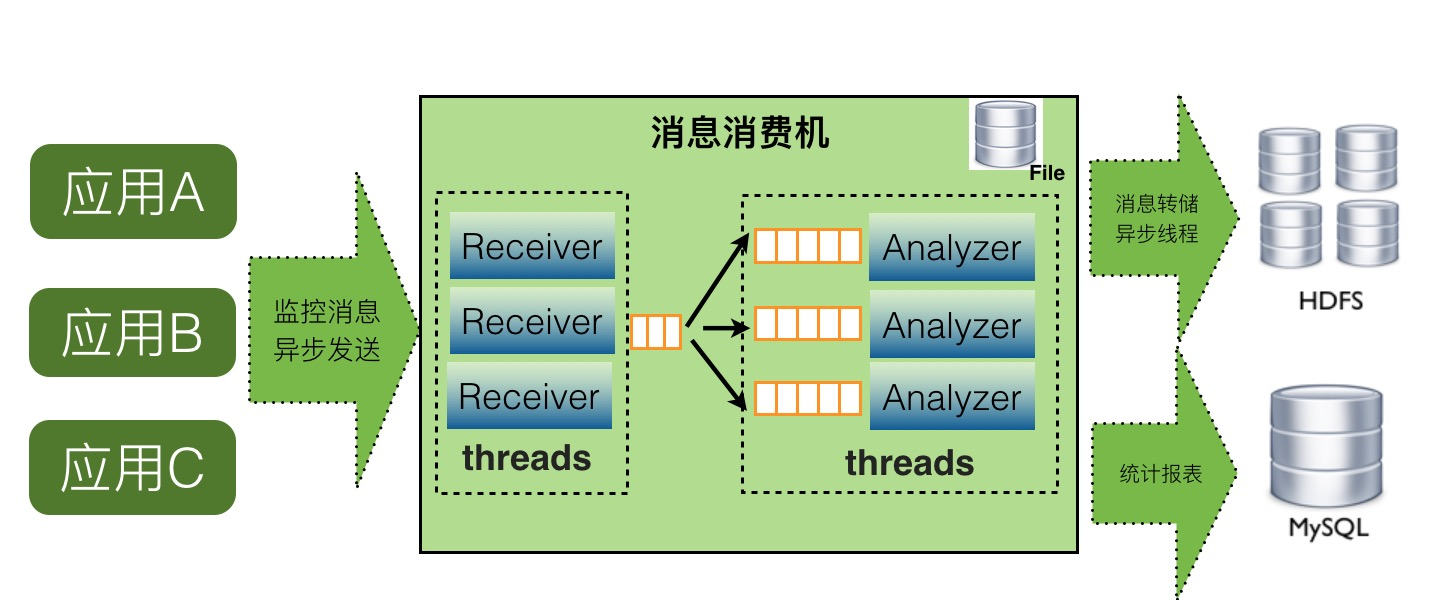 应用A
应用B
应用C
监控消息
异步发送
消息消费机
File
Receiver
Receiver
Receiver
threads
Analyzer
Analyzer
Analyzer
threads
消息转储
异步线程
统计报表
HDFS
MySQL